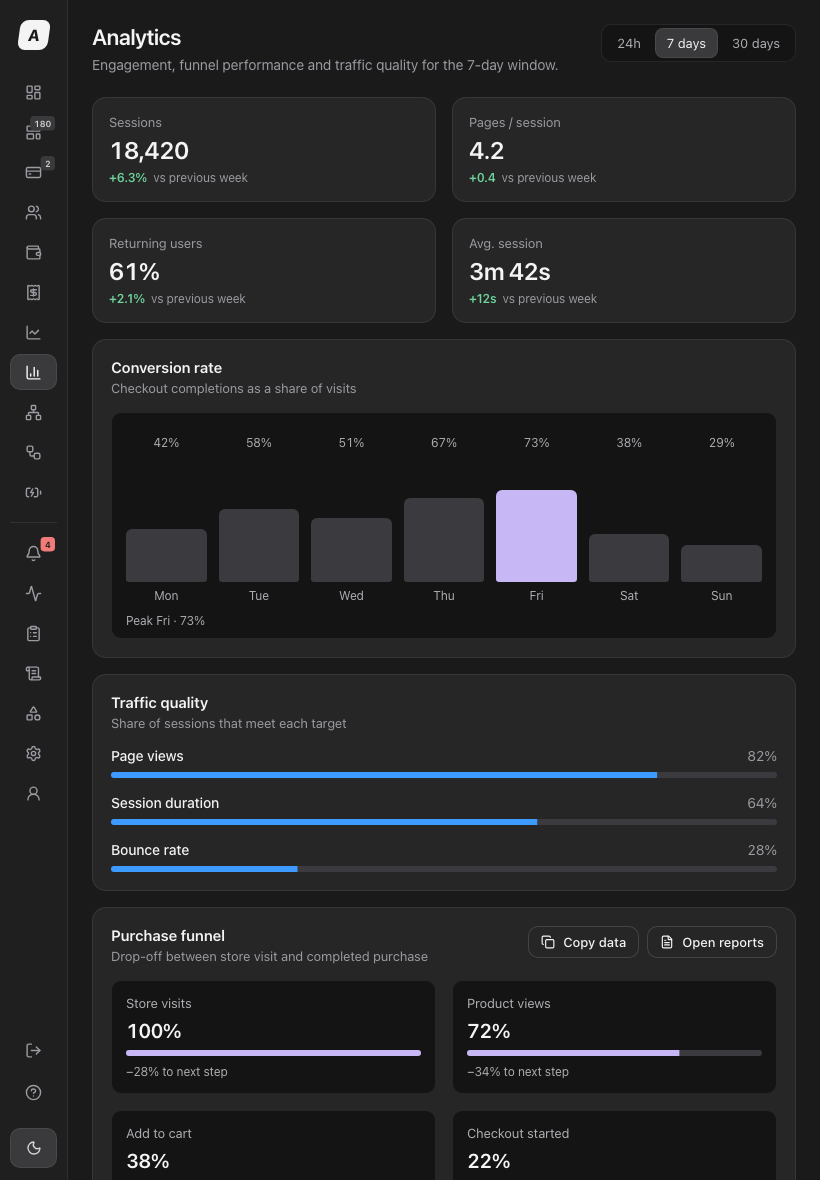 A
180
2
4
Analytics
Engagement, funnel performance and traffic quality for the 7-day window.
24h 7 days 30 days
Sessions
18,420
+6.3% vs previous week
Pages / session
4.2
+0.4 vs previous week
Returning users
61%
+2.1% vs previous week
Avg. session
3m 42s
+12s vs previous week
Conversion rate
Checkout completions as a share of visits
42% 58% 51% 67% 73% 38% 29%
Mon Tue Wed Thu Fri Sat Sun
Peak Fri · 73%
Traffic quality
Share of sessions that meet each target
Page views 82%
Session duration 64%
Bounce rate 28%
Purchase funnel
Drop-off between store visit and completed purchase
Copy data Open reports
Store visits
100%
−28% to next step
Product views
72%
−34% to next step
Add to cart
38%
Checkout started
22%